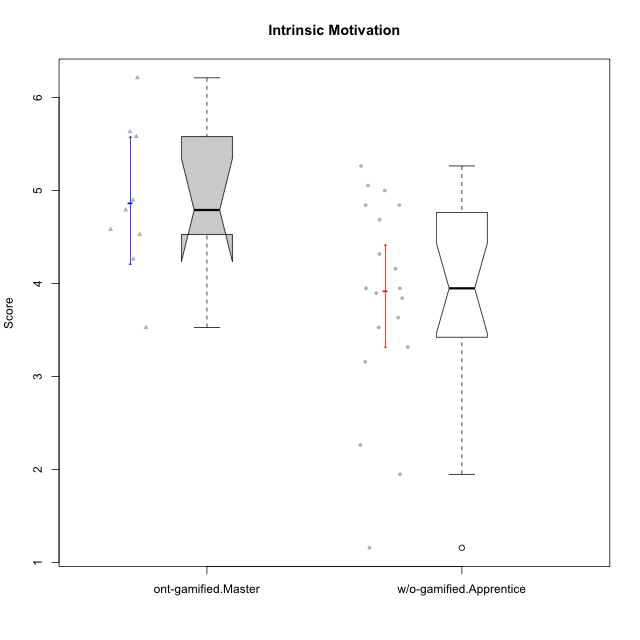 Intrinsic Motivation
Score
6
5
4
3
2
1
ont-gamified.Master
w/o-gamified.Apprentice